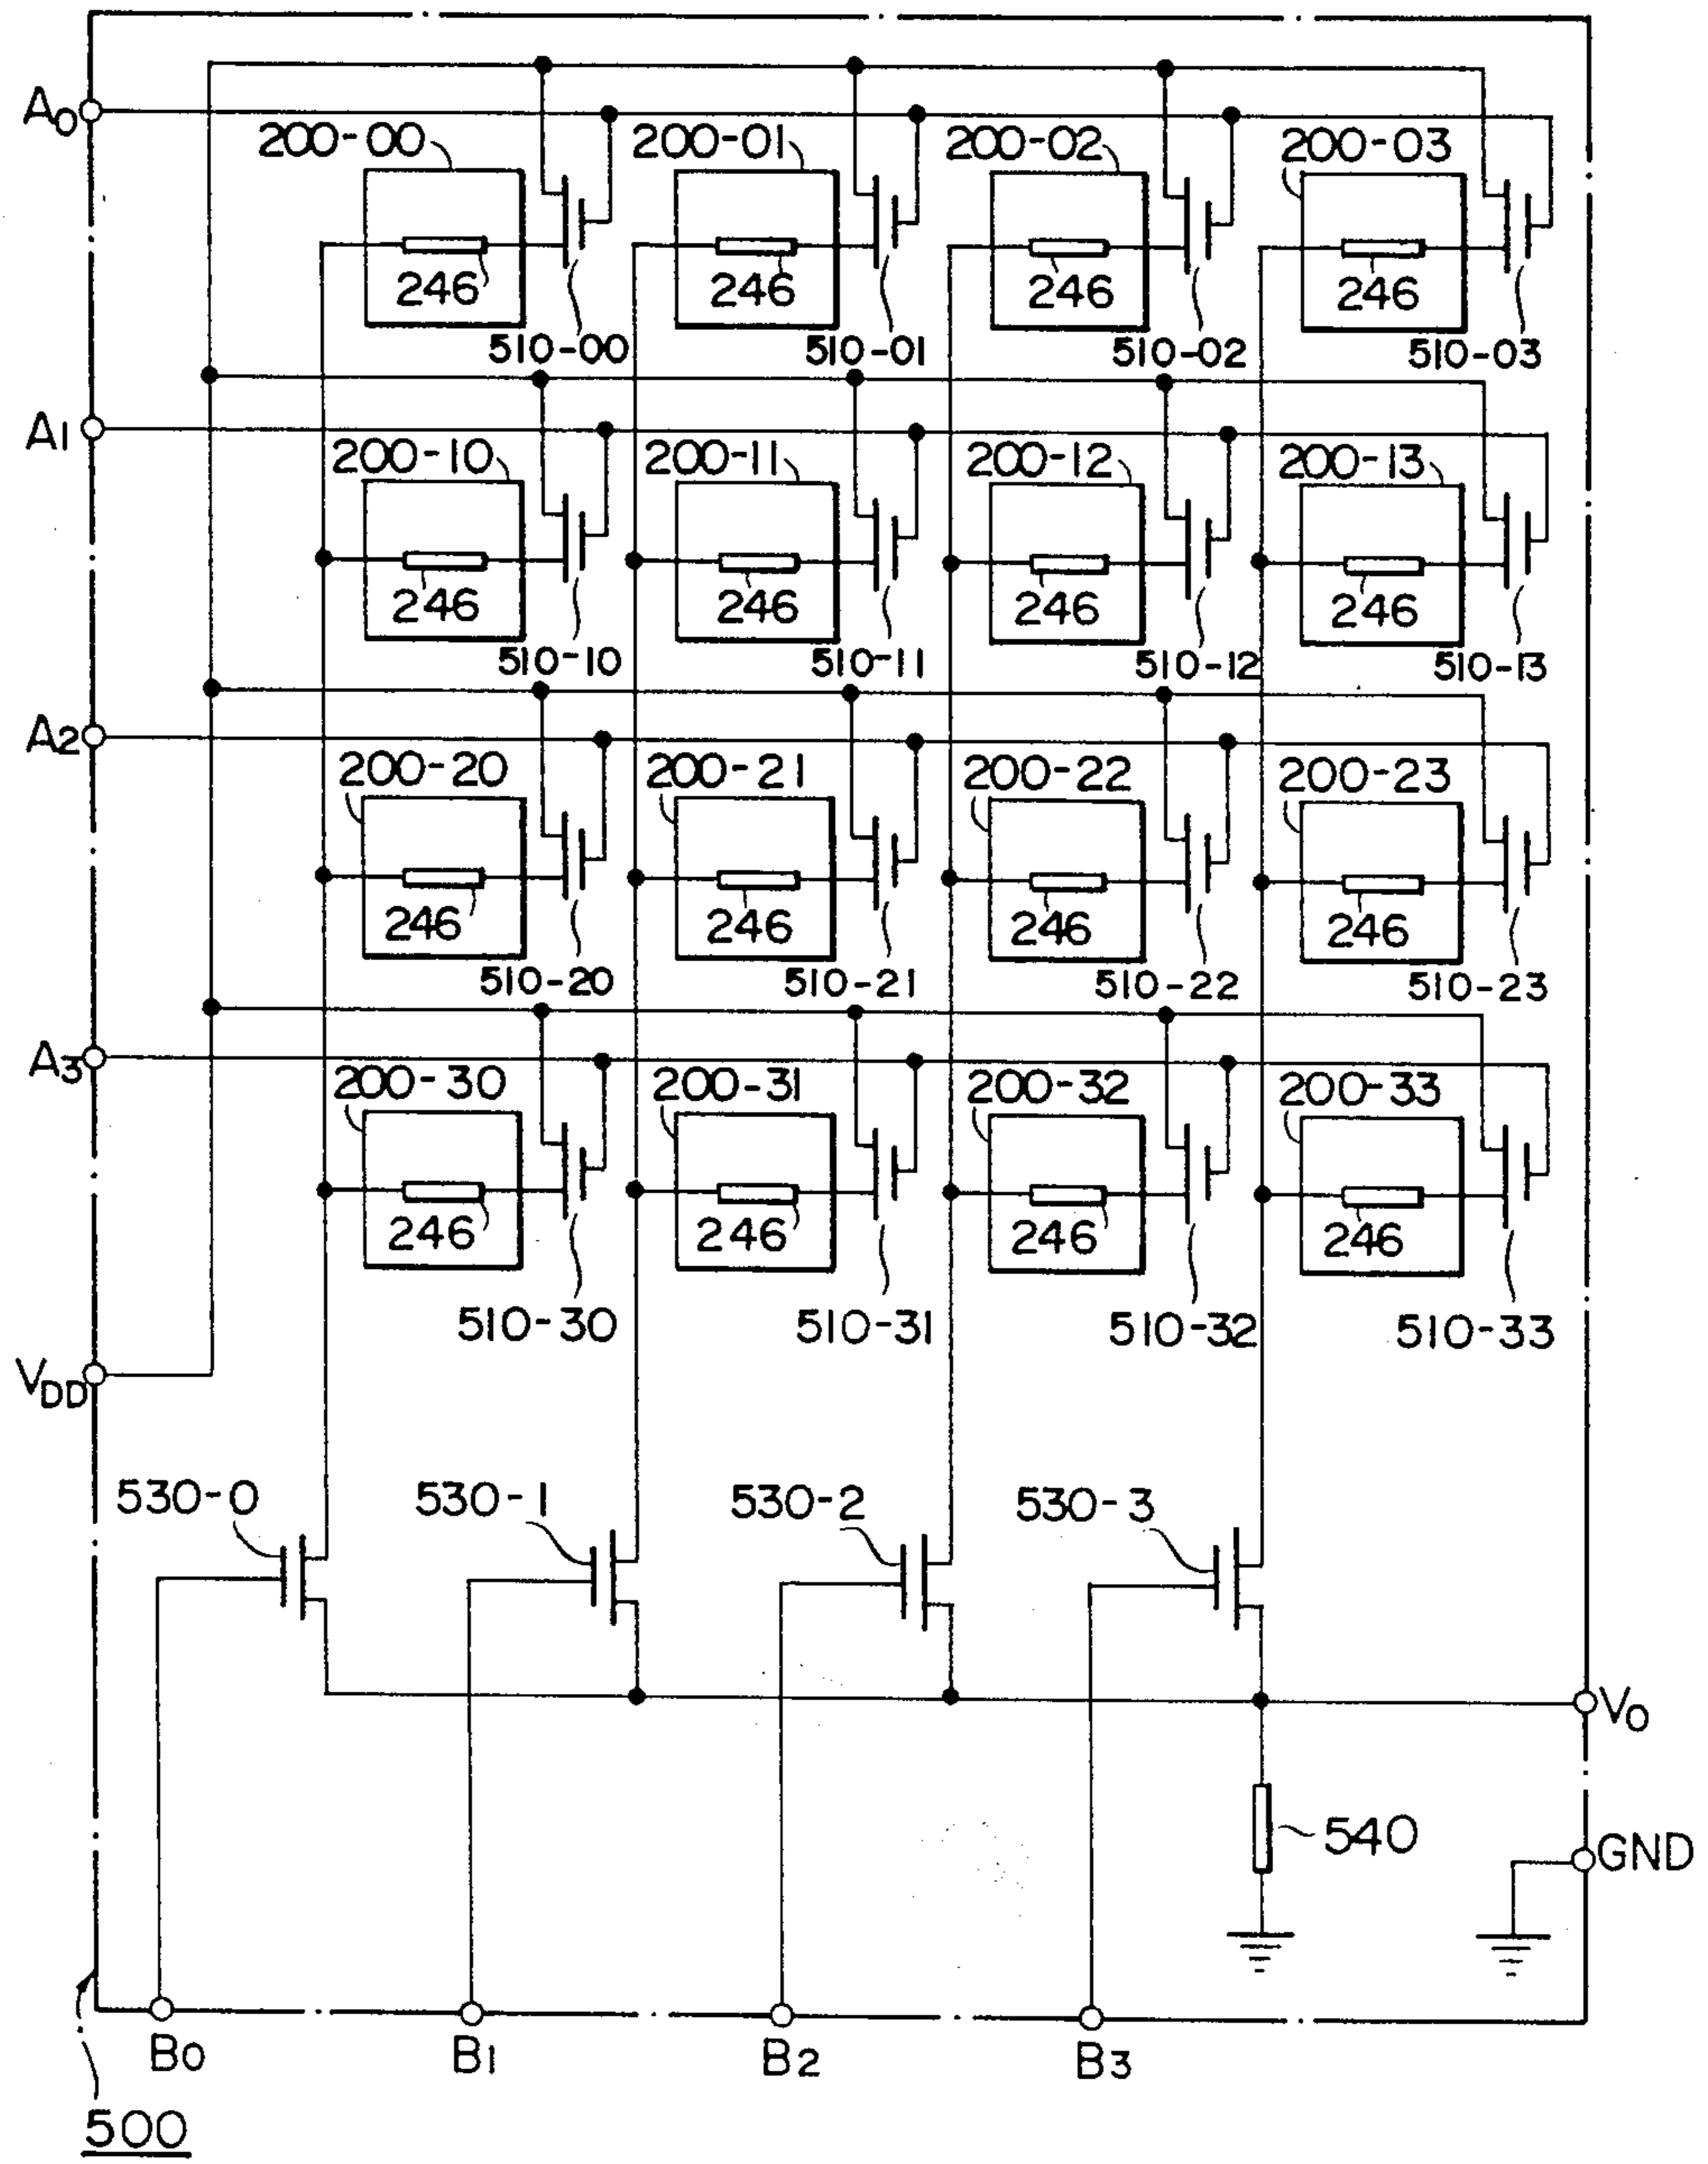 A0
200-00 200-01 200-02 200-03
246 246 246 246
510-00 510-01 510-02 510-03
A1
200-10 200-11 200-12 200-13
246 246 246 246
510-10 510-11 510-12 510-13
A2
200-20 200-21 200-22 200-23
246 246 246 246
510-20 510-21 510-22 510-23
A3
200-30 200-31 200-32 200-33
246 246 246 246
510-30 510-31 510-32 510-33
VDD
530-0 530-1 530-2 530-3
V0
540
GND
B0 B1 B2 B3
500